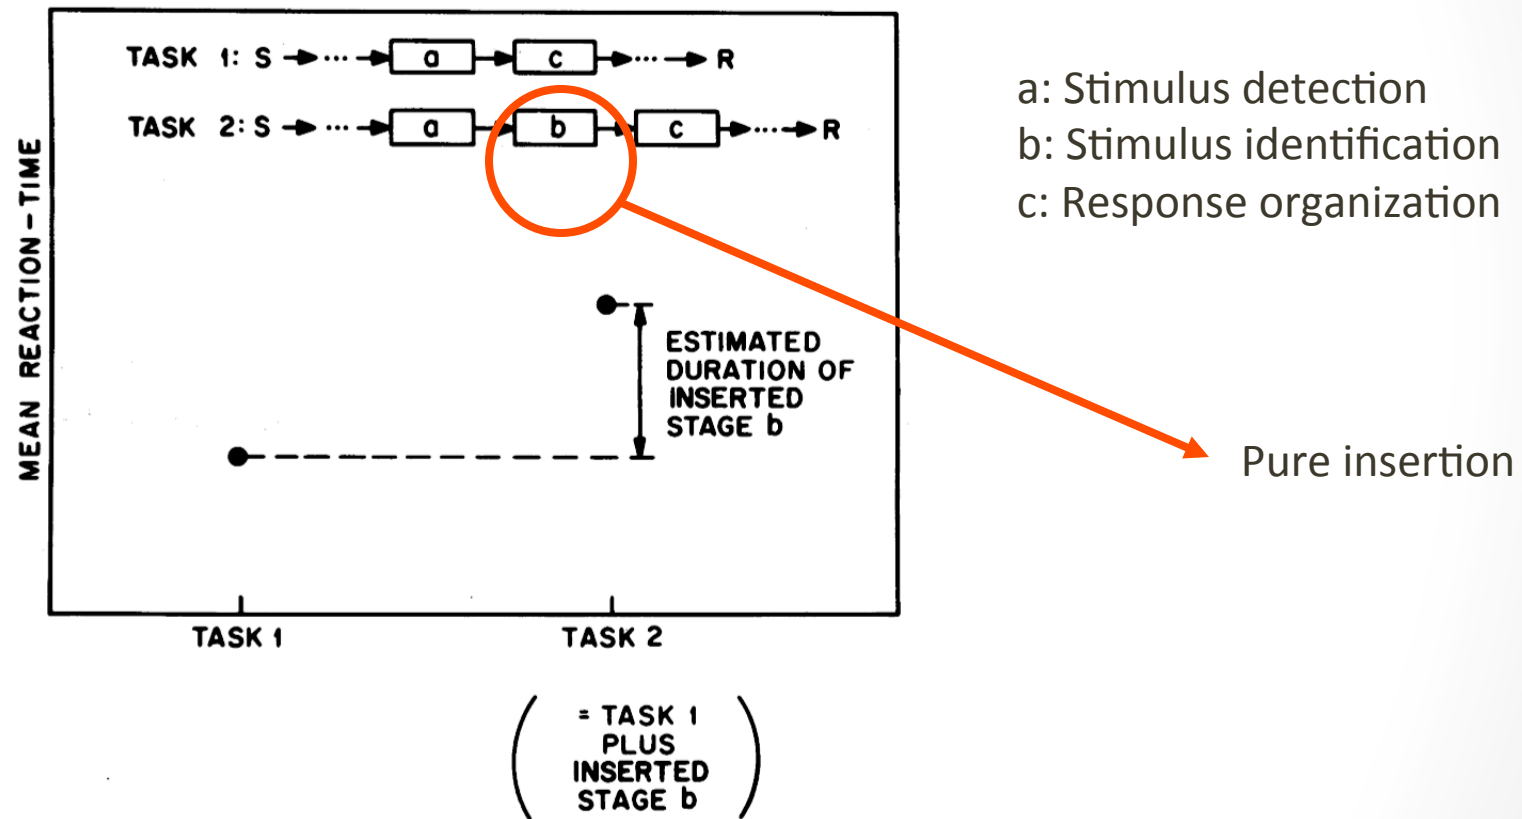 TASK 1: S ... a c ... R
TASK 2: S ... a b c ... R
a: Stimulus detection
b: Stimulus identification
c: Response organization
MEAN REACTION-TIME
ESTIMATED
DURATION OF
INSERTED
STAGE b
Pure insertion
TASK 1
TASK 2
= TASK 1
PLUS
INSERTED
STAGE b